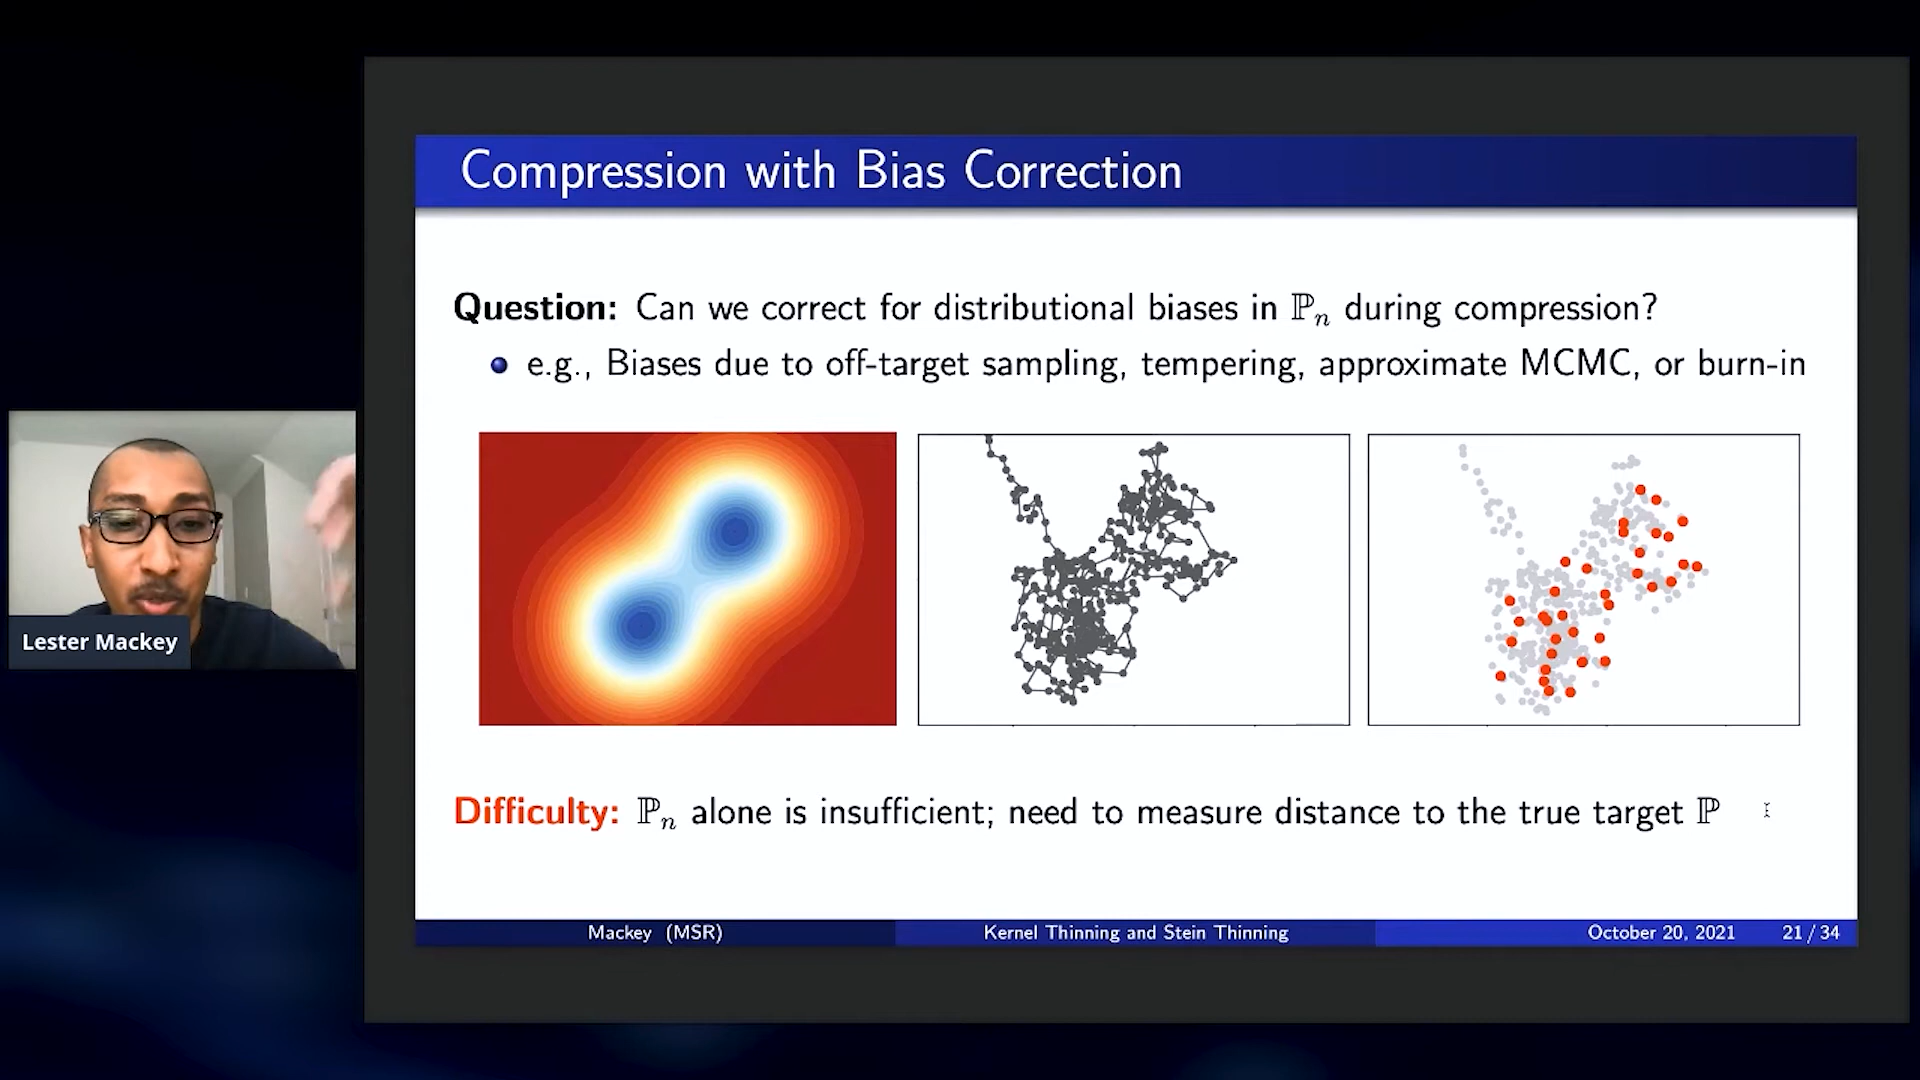 Compression with Bias Correction
Question: Can we correct for distributional biases in ℙₙ during compression?
e.g., Biases due to off-target sampling, tempering, approximate MCMC, or burn-in
Lester Mackey
Difficulty: ℙₙ alone is insufficient; need to measure distance to the true target ℙ
Mackey (MSR) Kernel Thinning and Stein Thinning October 20, 2021 21 / 34